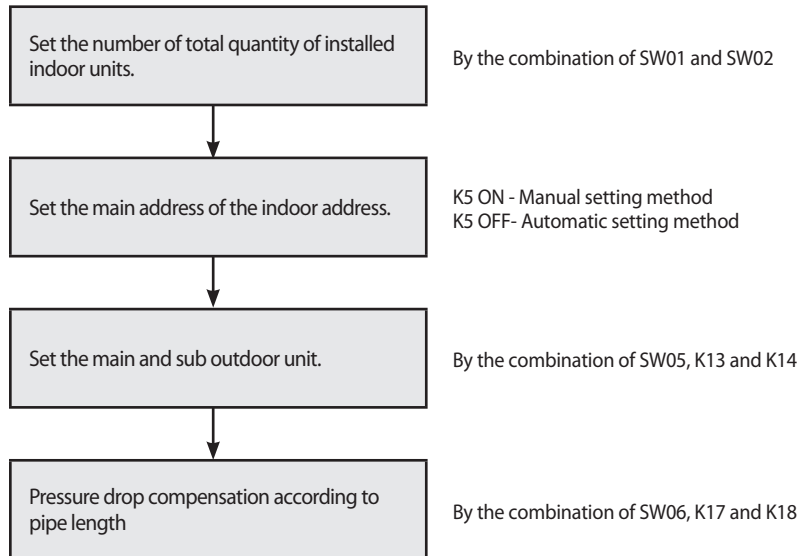 Set the number of total quantity of installed
indoor units.
By the combination of SW01 and SW02
Set the main address of the indoor address.
K5 ON - Manual setting method
K5 OFF- Automatic setting method
Set the main and sub outdoor unit.
By the combination of SW05, K13 and K14
Pressure drop compensation according to
pipe length
By the combination of SW06, K17 and K18